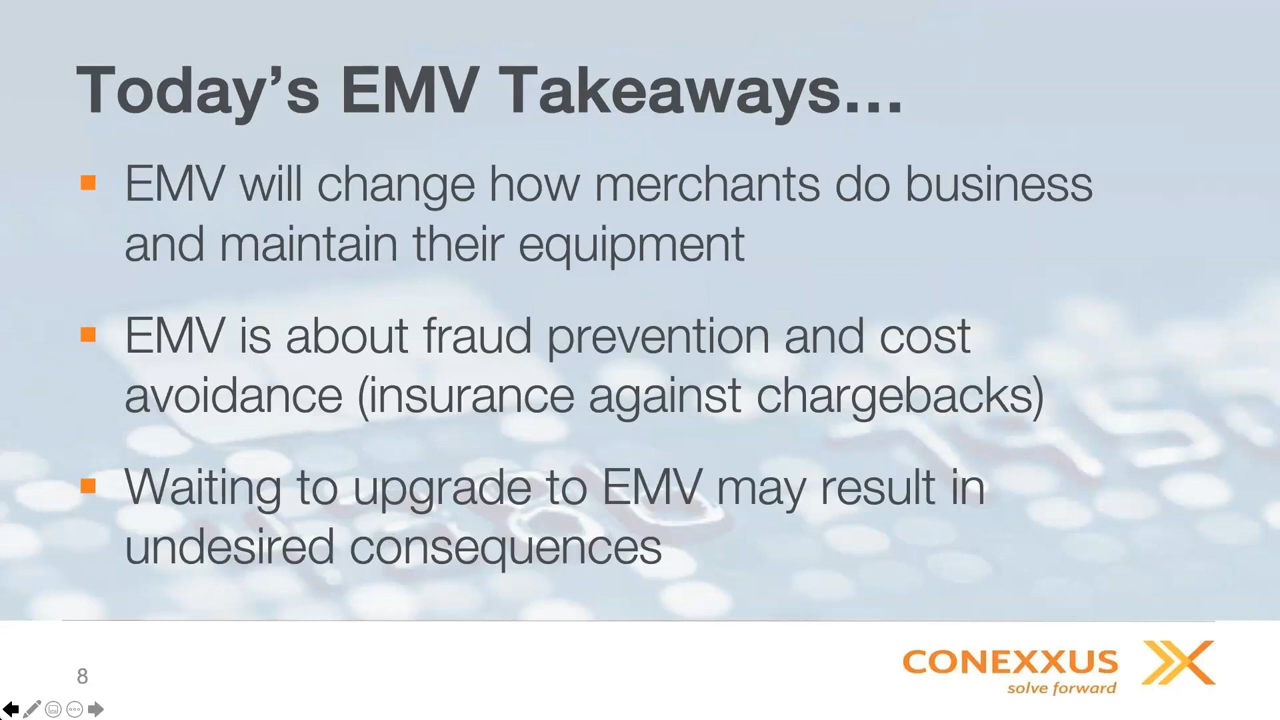 Today’s EMV Takeaways...
EMV will change how merchants do business
and maintain their equipment
EMV is about fraud prevention and cost
avoidance (insurance against chargebacks)
Waiting to upgrade to EMV may result in
undesired consequences
8
CONEXXUS
solve forward